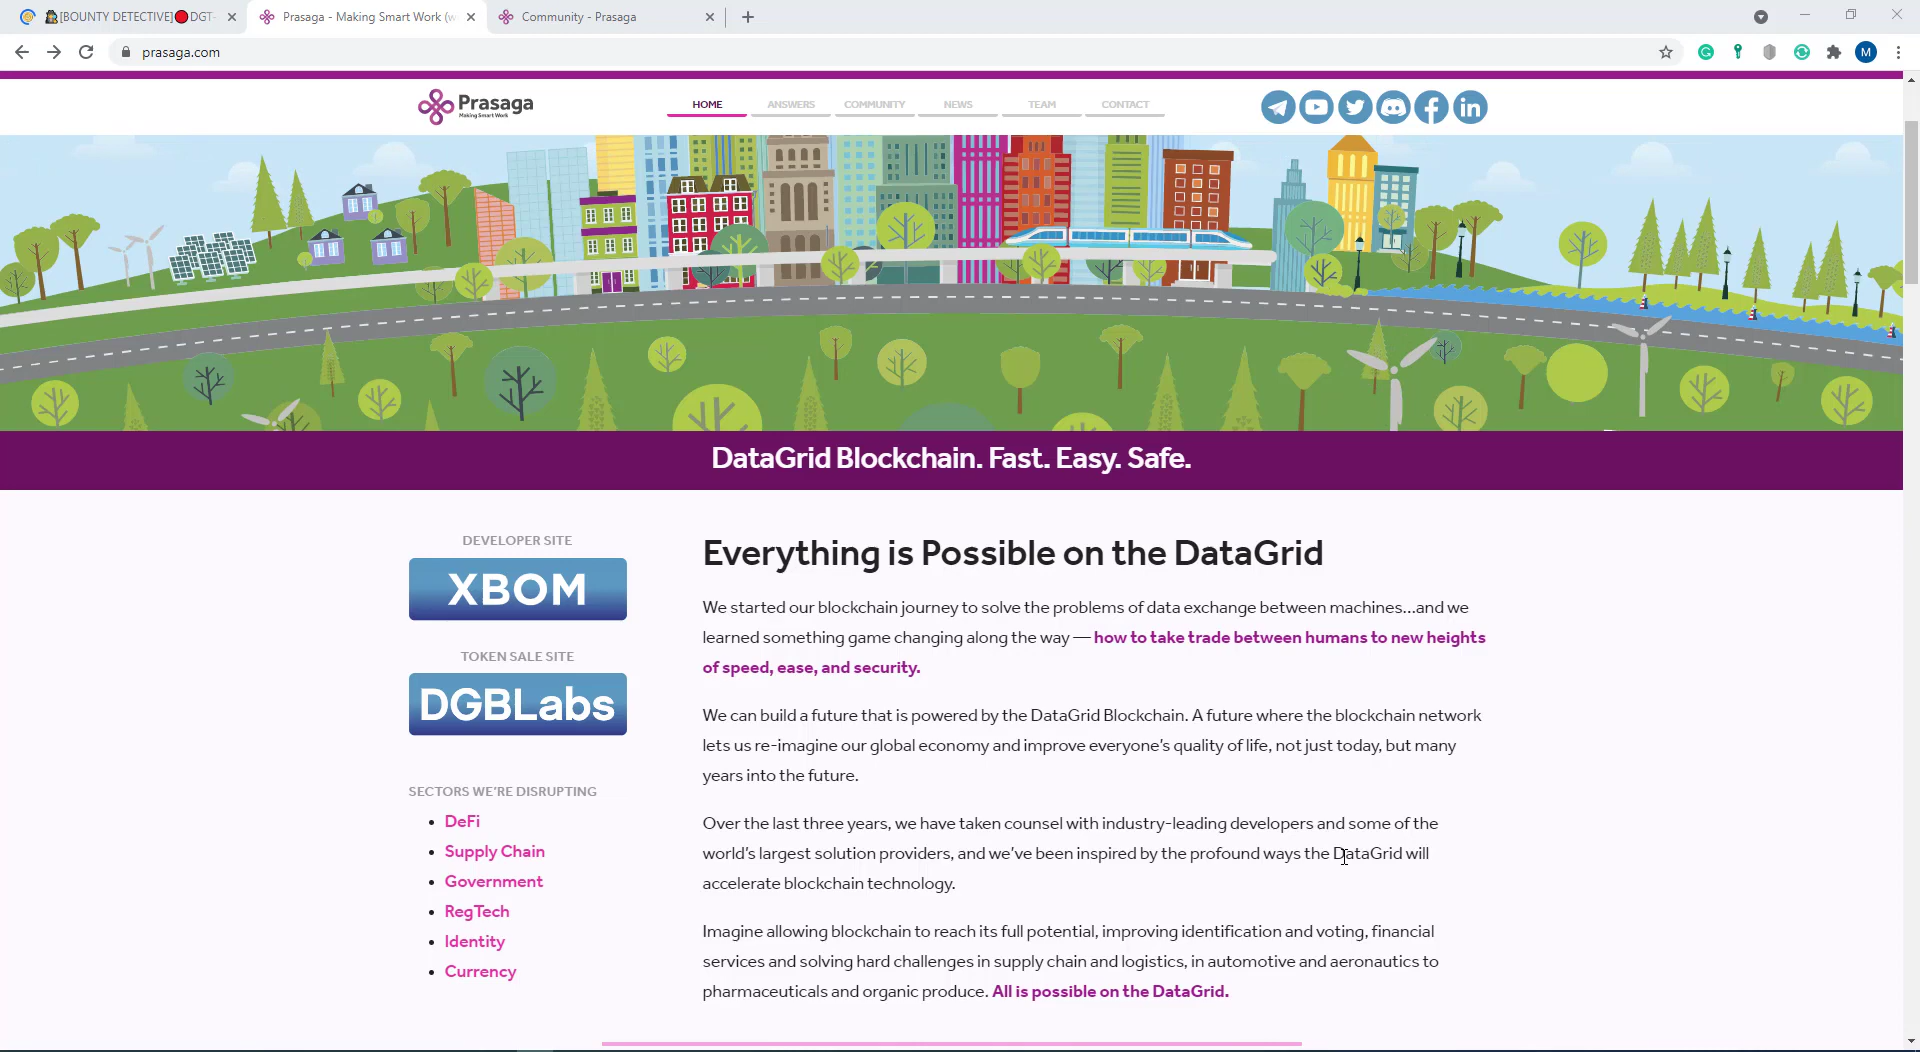 [BOUNTY DETECTIVE]🔴DGT-
Prasaga - Making Smart Work (w
Community - Prasaga
prasaga.com
M
Prasaga
Making Smart Work
HOME
ANSWERS
COMMUNITY
NEWS
TEAM
CONTACT
DataGrid Blockchain. Fast. Easy. Safe.
DEVELOPER SITE
XBOM
TOKEN SALE SITE
DGBLabs
SECTORS WE'RE DISRUPTING
• DeFi
• Supply Chain
• Government
• RegTech
• Identity
• Currency
Everything is Possible on the DataGrid
We started our blockchain journey to solve the problems of data exchange between machines...and we
learned something game changing along the way — how to take trade between humans to new heights
of speed, ease, and security.
We can build a future that is powered by the DataGrid Blockchain. A future where the blockchain network
lets us re-imagine our global economy and improve everyone's quality of life, not just today, but many
years into the future.
Over the last three years, we have taken counsel with industry-leading developers and some of the
world's largest solution providers, and we've been inspired by the profound ways the DataGrid will
accelerate blockchain technology.
Imagine allowing blockchain to reach its full potential, improving identification and voting, financial
services and solving hard challenges in supply chain and logistics, in automotive and aeronautics to
pharmaceuticals and organic produce. All is possible on the DataGrid.